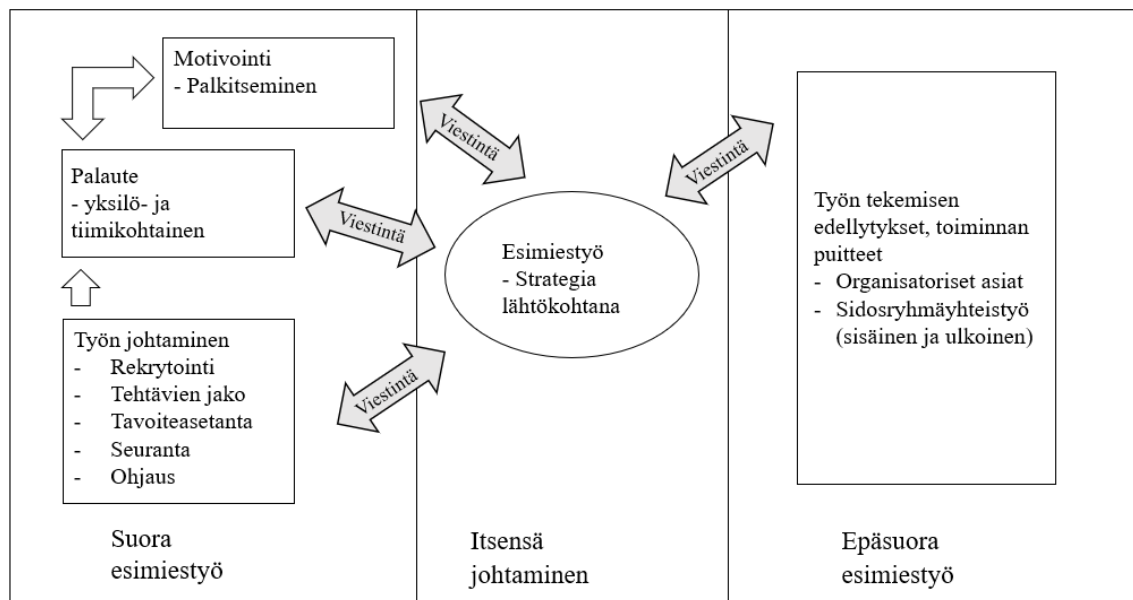 Motivointi
- Palkitseminen
Palaute
- yksilö- ja
tiimikohtainen
Työn johtaminen
- Rekrytointi
- Tehtävien jako
- Tavoiteasetanta
- Seuranta
- Ohjaus
Suora
esimiestyö
Viestintä
Viestintä
Viestintä
Esimiestyö
- Strategia
lähtökohtana
Itsensä
johtaminen
Viestintä
Työn tekemisen
edellytykset, toiminnan
puitteet
- Organisatoriset asiat
- Sidosryhmäyhteistyö
(sisäinen ja ulkoinen)
Epäsuora
esimiestyö